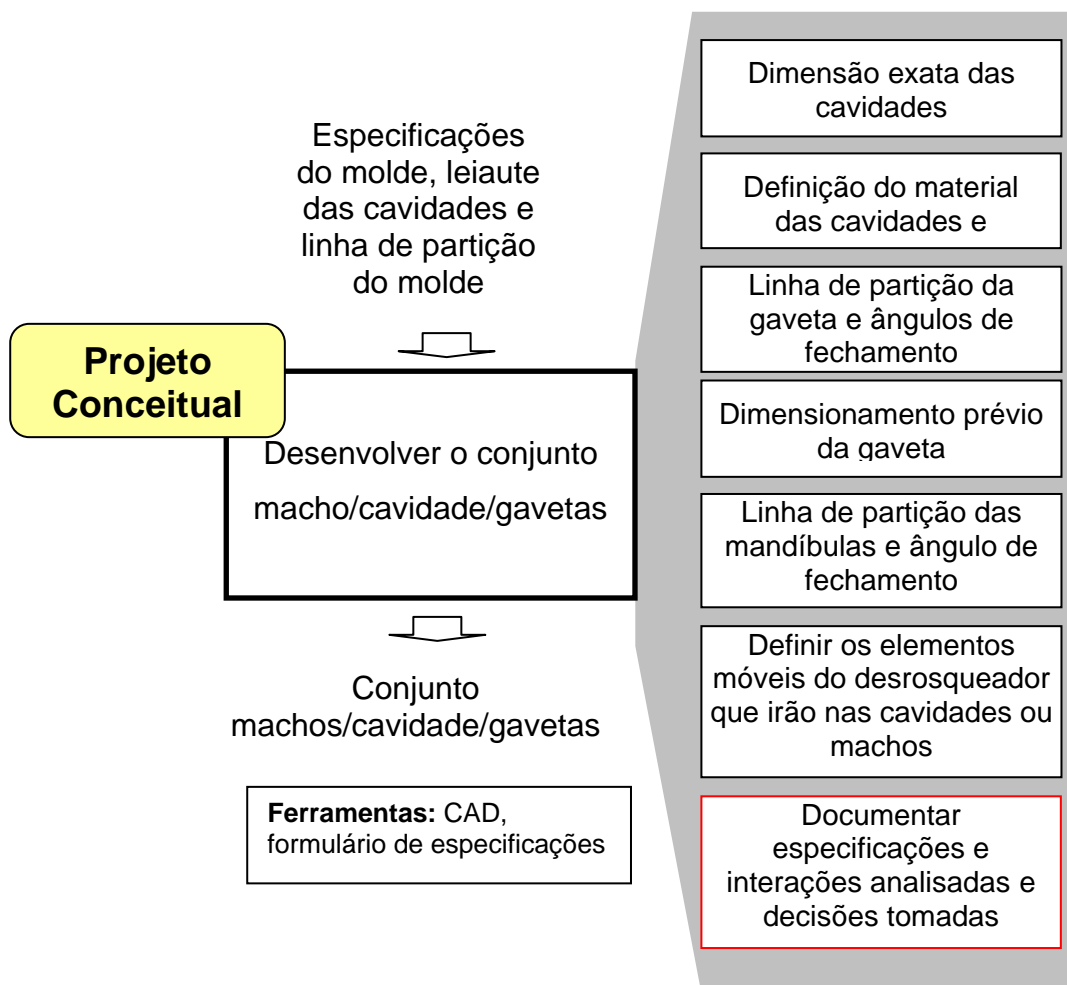 Especificações
do molde, leiaute
das cavidades e
linha de partição
do molde
Projeto
Conceitual
Desenvolver o conjunto
macho/cavidade/gavetas
Conjunto
machos/cavidade/gavetas
Ferramentas: CAD,
formulário de especificações
Dimensão exata das
cavidades
Definição do material
das cavidades e
Linha de partição da
gaveta e ângulos de
fechamento
Dimensionamento prévio
da gaveta
Linha de partição das
mandíbulas e ângulo de
fechamento
Definir os elementos
móveis do desrosqueador
que irão nas cavidades ou
machos
Documentar
especificações e
interações analisadas e
decisões tomadas